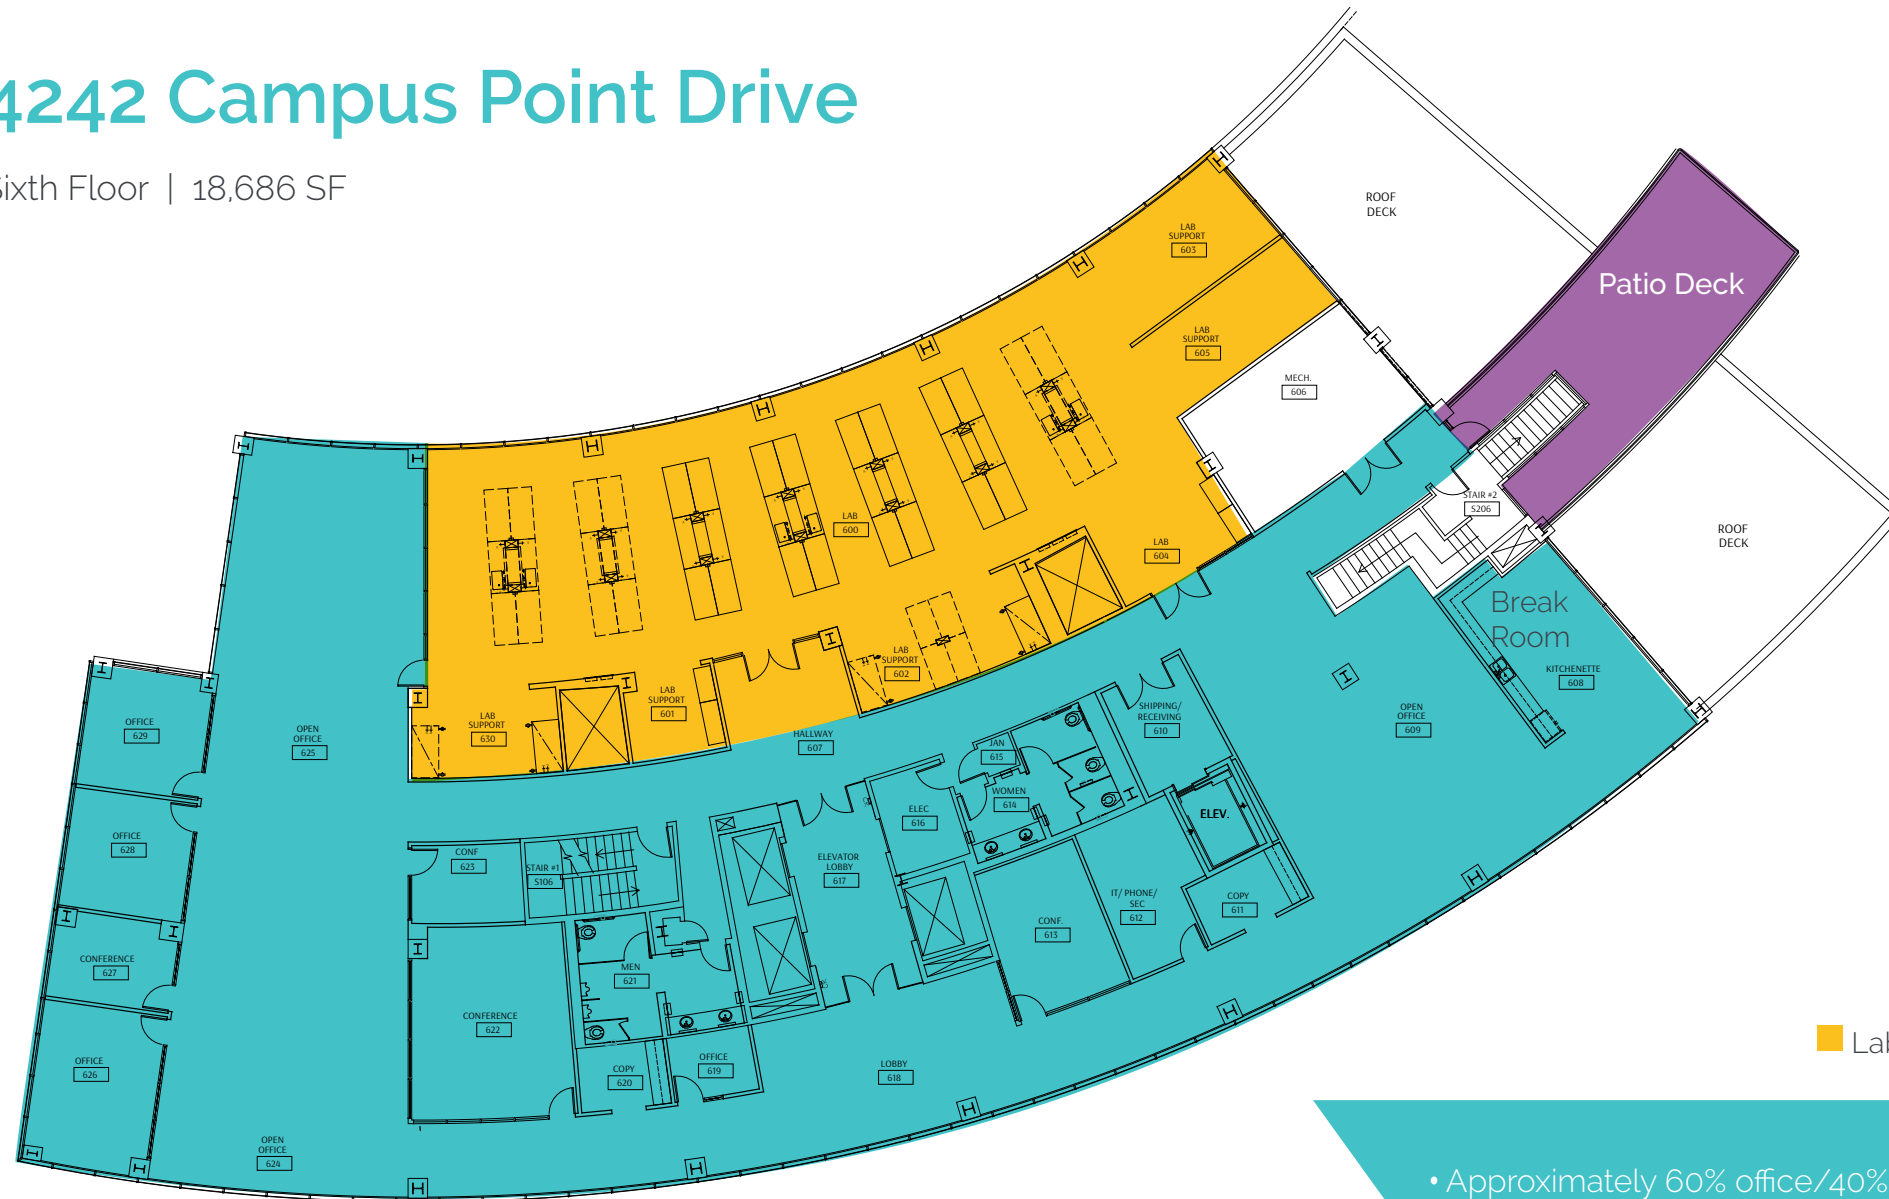 4242 Campus Point Drive
Sixth Floor | 18,686 SF
ROOF
DECK
LAB
SUPPORT
603
Patio Deck
LAB
SUPPORT
605
MECH.
606
STAIR #2
S206
LAB
600
LAB
604
ROOF
DECK
Break
Room
KITCHENETTE
608
LAB
SUPPORT
602
LAB
SUPPORT
601
LAB
SUPPORT
630
OFFICE
629
OPEN
OFFICE
625
HALLWAY
607
SHIPPING/
RECEIVING
610
OPEN
OFFICE
609
JAN
615
WOMEN
614
ELEC
616
ELEV.
OFFICE
628
CONF
623
STAIR #1
S106
ELEVATOR
LOBBY
617
IT/ PHONE/
SEC
612
COPY
611
CONF.
613
CONFERENCE
627
MEN
621
CONFERENCE
622
OFFICE
626
COPY
620
OFFICE
619
LOBBY
618
OPEN
OFFICE
624
Lab
• Approximately 60% office/40%